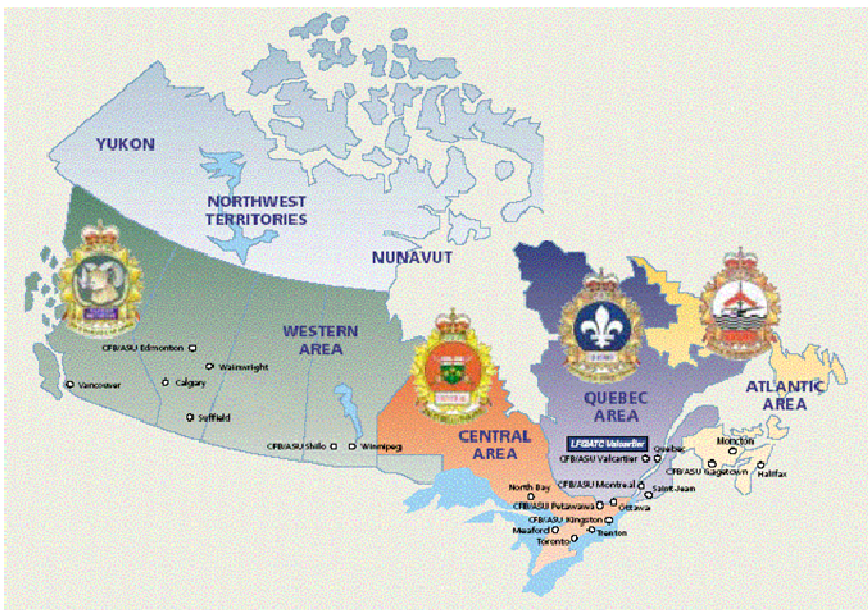 YUKON
NORTHWEST
TERRITORIES
NUNAVUT
WESTERN
AREA
CFB/ASU Edmonton
Wainwright
Vancouver
Calgary
Suffield
CFB/ASU Shilo
Winnipeg
CENTRAL
AREA
QUEBEC
AREA
ATLANTIC
AREA
LFQATC Valcartier
Quebec
CFB/ASU Valcartier
Moncton
CFB/ASU Gagetown
Halifax
CFB/ASU Montreal
Saint-Jean
North Bay
CFB/ASU Petawawa
Ottawa
CFB/ASU Kingston
Meaford
Trenton
Toronto